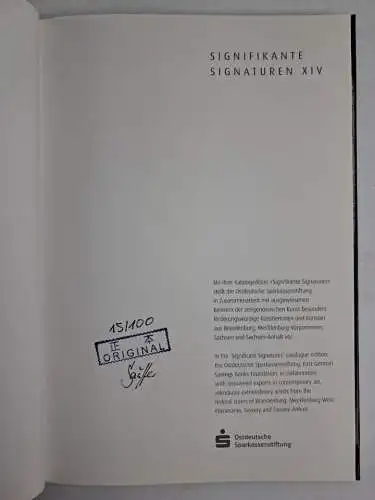 SIGNIFIKANTE
SIGNATUREN XIV
15/100
正 本
ORIGINAL
Mit ihrer Katalogedition »Signifikante Signaturen«
stellt die Ostdeutsche Sparkassenstiftung
in Zusammenarbeit mit ausgewiesenen
Kennern der zeitgenössischen Kunst besonders
förderungswürdige Künstlerinnen und Künstler
aus Brandenburg, Mecklenburg-Vorpommern,
Sachsen und Sachsen-Anhalt vor.
In the "Significant Signatures" catalogue edition,
the Ostdeutsche Sparkassenstiftung, East German
Savings Banks Foundation, in collaboration
with renowned experts in contemporary art,
introduces extraordinary artists from the
federal states of Brandenburg, Mecklenburg-West
Pomerania, Saxony and Saxony-Anhalt.
Ostdeutsche
Sparkassenstiftung